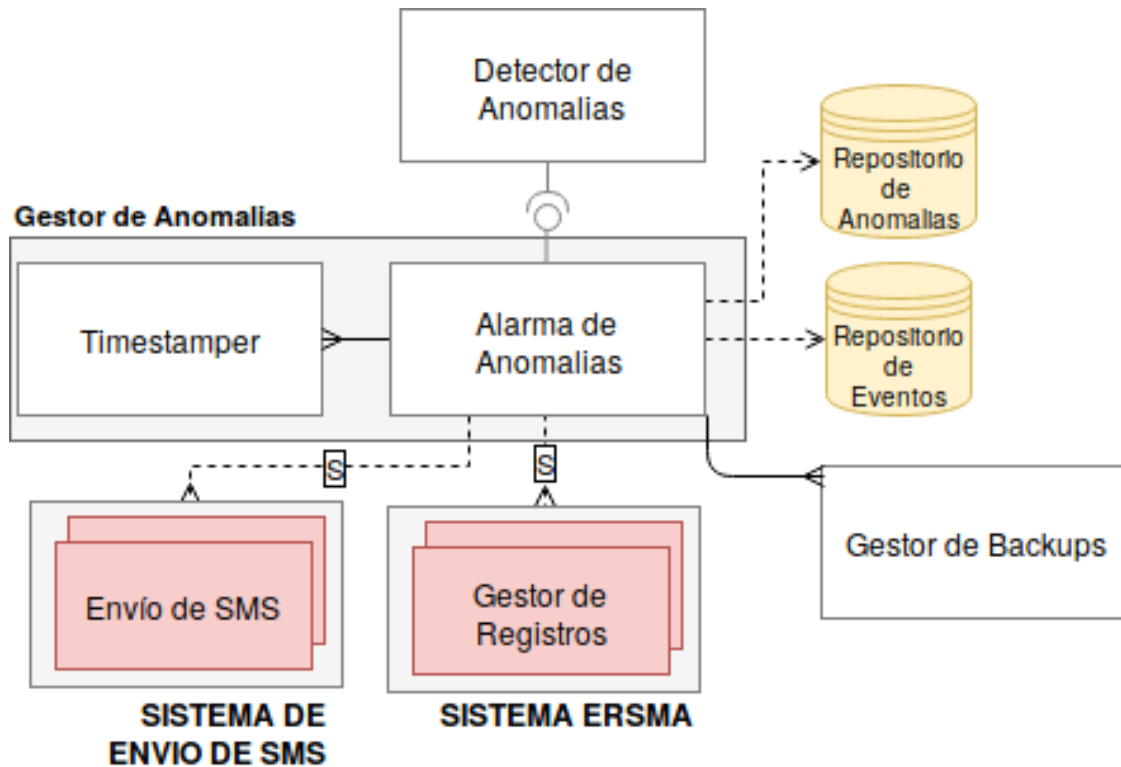 Detector de
Anomalias
Repositorio
de
Anomalias
Gestor de Anomalias
Timestamper
Alarma de
Anomalias
Repositorio
de
Eventos
S
S
Envío de SMS
Gestor de
Registros
Gestor de Backups
SISTEMA DE
ENVIO DE SMS
SISTEMA ERSMA